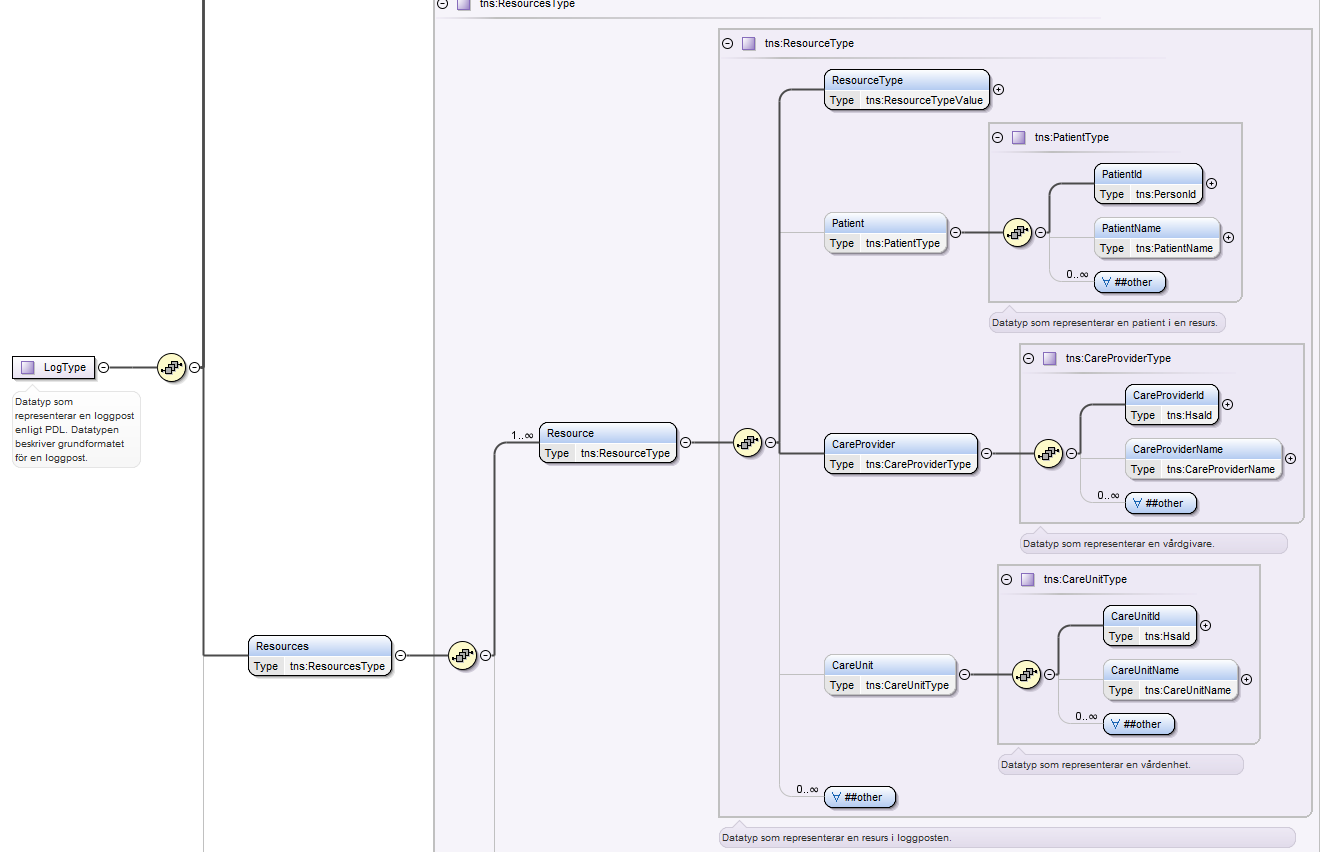 tns:ResourcesType
tns:ResourceType
ResourceType
Type tns:ResourceTypeValue
tns:PatientType
PatientId
Type tns:PersonId
Patient
Type tns:PatientType
PatientName
Type tns:PatientName
0..∞
∀ ##other
Datatyp som representerar en patient i en resurs.
LogType
Datatyp som
representerar en loggpost
enligt PDL. Datatypen
beskriver grundformatet
för en loggpost.
tns:CareProviderType
CareProviderId
Type tns:HsaId
1..∞
Resource
Type tns:ResourceType
CareProvider
Type tns:CareProviderType
CareProviderName
Type tns:CareProviderName
0..∞
∀ ##other
Datatyp som representerar en vårdgivare.
tns:CareUnitType
CareUnitId
Type tns:HsaId
Resources
Type tns:ResourcesType
CareUnit
Type tns:CareUnitType
CareUnitName
Type tns:CareUnitName
0..∞
∀ ##other
Datatyp som representerar en vårdenhet.
0..∞
∀ ##other
Datatyp som representerar en resurs i loggposten.